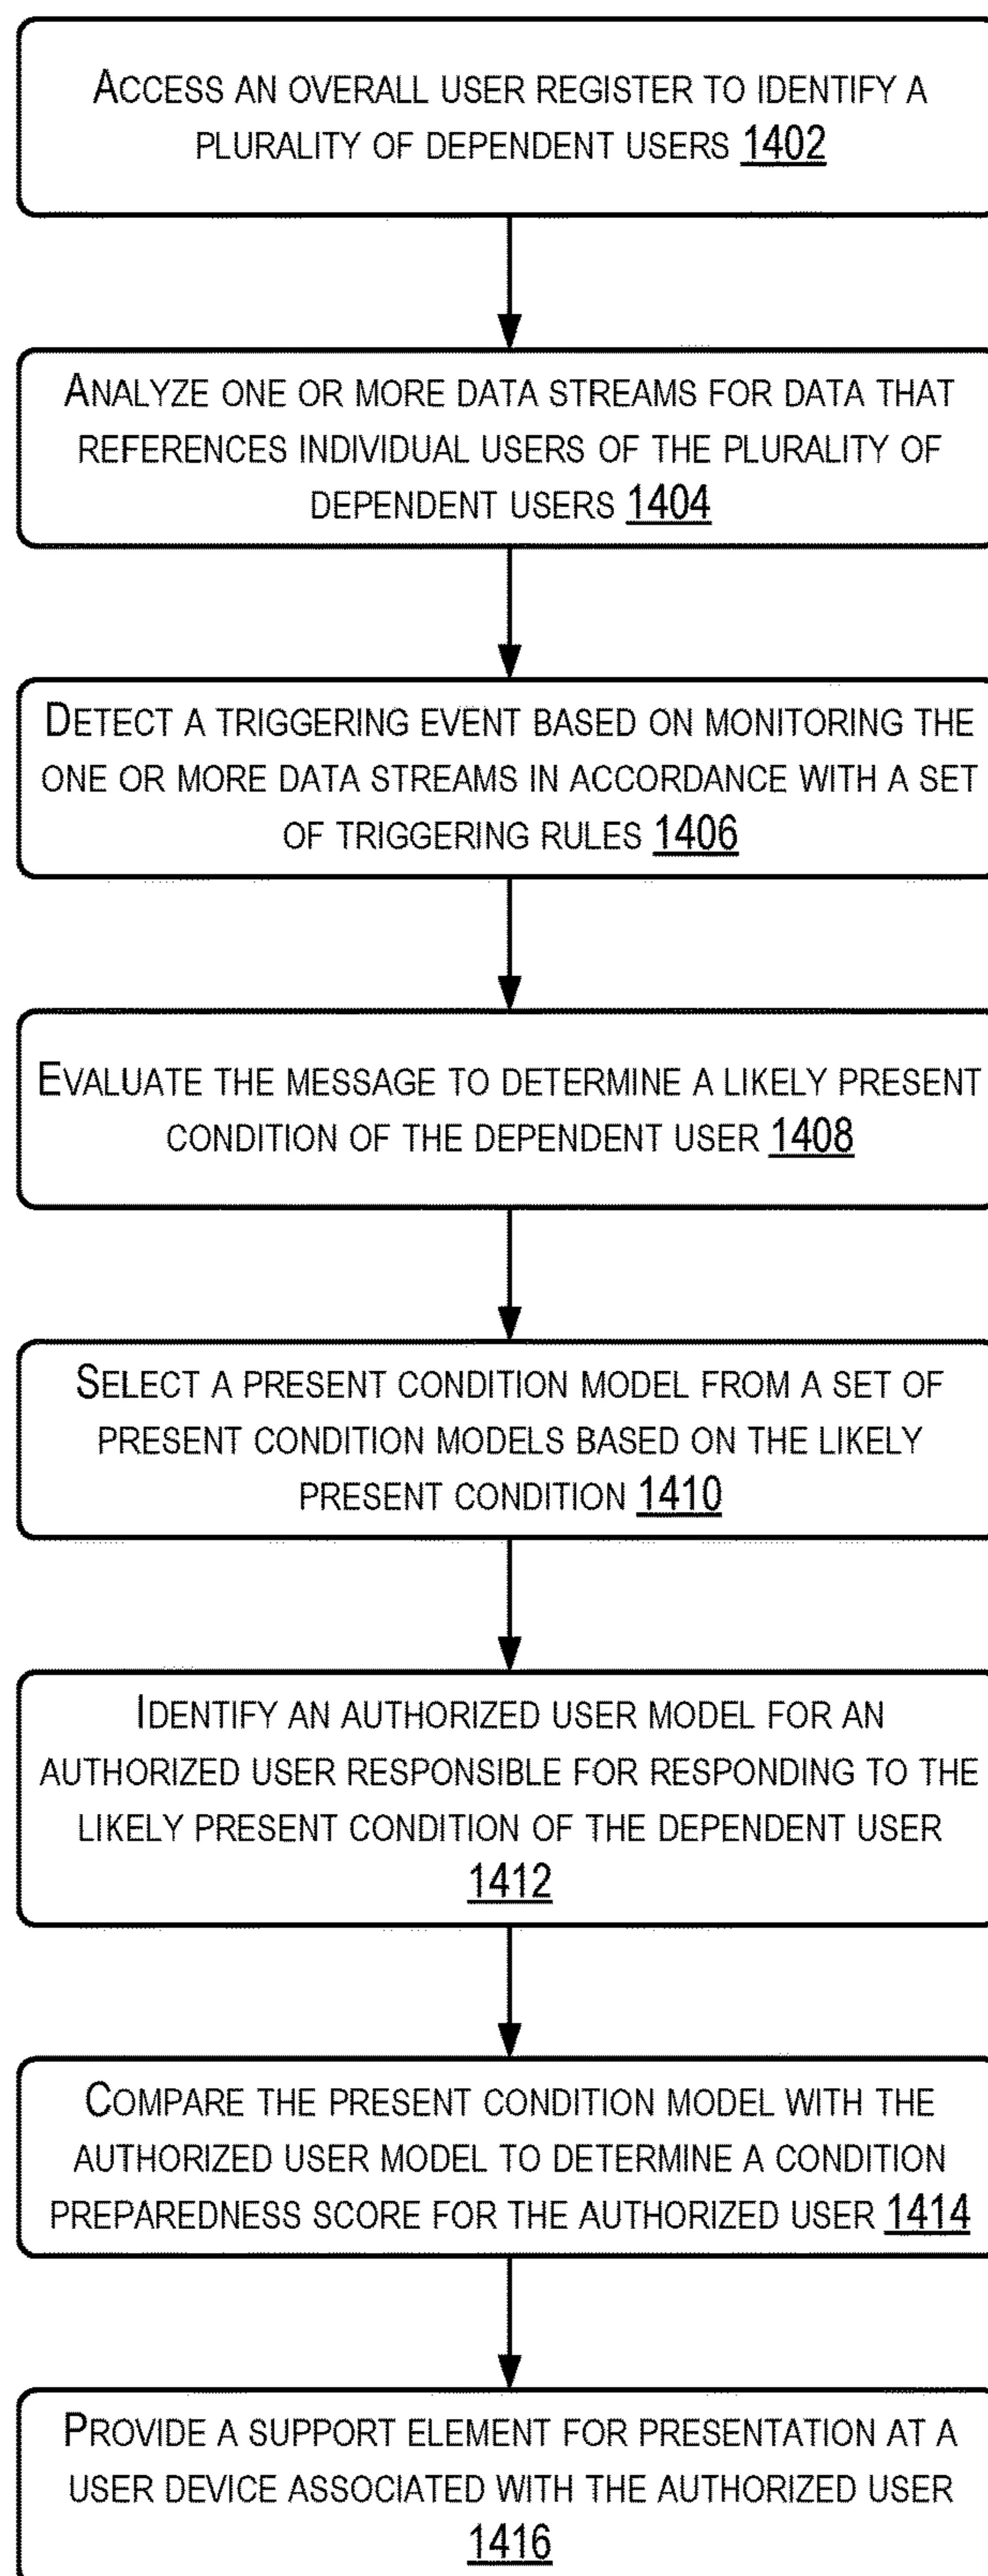 ACCESS AN OVERALL USER REGISTER TO IDENTIFY A
PLURALITY OF DEPENDENT USERS 1402
ANALYZE ONE OR MORE DATA STREAMS FOR DATA THAT
REFERENCES INDIVIDUAL USERS OF THE PLURALITY OF
DEPENDENT USERS 1404
DETECT A TRIGGERING EVENT BASED ON MONITORING THE
ONE OR MORE DATA STREAMS IN ACCORDANCE WITH A SET
OF TRIGGERING RULES 1406
EVALUATE THE MESSAGE TO DETERMINE A LIKELY PRESENT
CONDITION OF THE DEPENDENT USER 1408
SELECT A PRESENT CONDITION MODEL FROM A SET OF
PRESENT CONDITION MODELS BASED ON THE LIKELY
PRESENT CONDITION 1410
IDENTIFY AN AUTHORIZED USER MODEL FOR AN
AUTHORIZED USER RESPONSIBLE FOR RESPONDING TO THE
LIKELY PRESENT CONDITION OF THE DEPENDENT USER
1412
COMPARE THE PRESENT CONDITION MODEL WITH THE
AUTHORIZED USER MODEL TO DETERMINE A CONDITION
PREPAREDNESS SCORE FOR THE AUTHORIZED USER 1414
PROVIDE A SUPPORT ELEMENT FOR PRESENTATION AT A
USER DEVICE ASSOCIATED WITH THE AUTHORIZED USER
1416